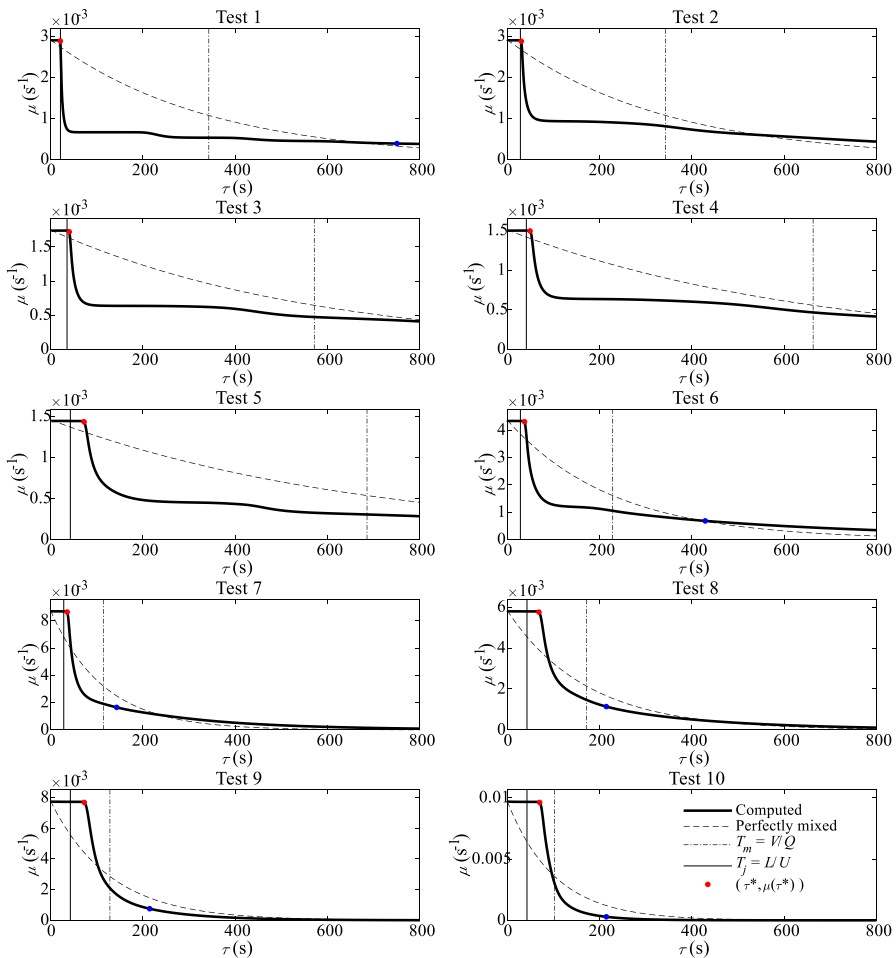 Test 1
×10⁻³
3
2
1
0
μ (s⁻¹)
0 200 400 600 800
τ (s)
Test 2
×10⁻³
3
2
1
0
μ (s⁻¹)
0 200 400 600 800
τ (s)
Test 3
×10⁻³
1.5
1
0.5
0
μ (s⁻¹)
0 200 400 600 800
τ (s)
Test 4
×10⁻³
1.5
1
0.5
0
μ (s⁻¹)
0 200 400 600 800
τ (s)
Test 5
×10⁻³
1.5
1
0.5
0
μ (s⁻¹)
0 200 400 600 800
τ (s)
Test 6
×10⁻³
4
3
2
1
0
μ (s⁻¹)
0 200 400 600 800
τ (s)
Test 7
×10⁻³
8
6
4
2
0
μ (s⁻¹)
0 200 400 600 800
τ (s)
Test 8
×10⁻³
6
4
2
0
μ (s⁻¹)
0 200 400 600 800
τ (s)
Test 9
×10⁻³
8
6
4
2
0
μ (s⁻¹)
0 200 400 600 800
τ (s)
Test 10
0.01
0.005
0
μ (s⁻¹)
0 200 400 600 800
τ (s)
Computed
Perfectly mixed
T_m = V/Q
T_j = L/U
(τ*, μ(τ*))